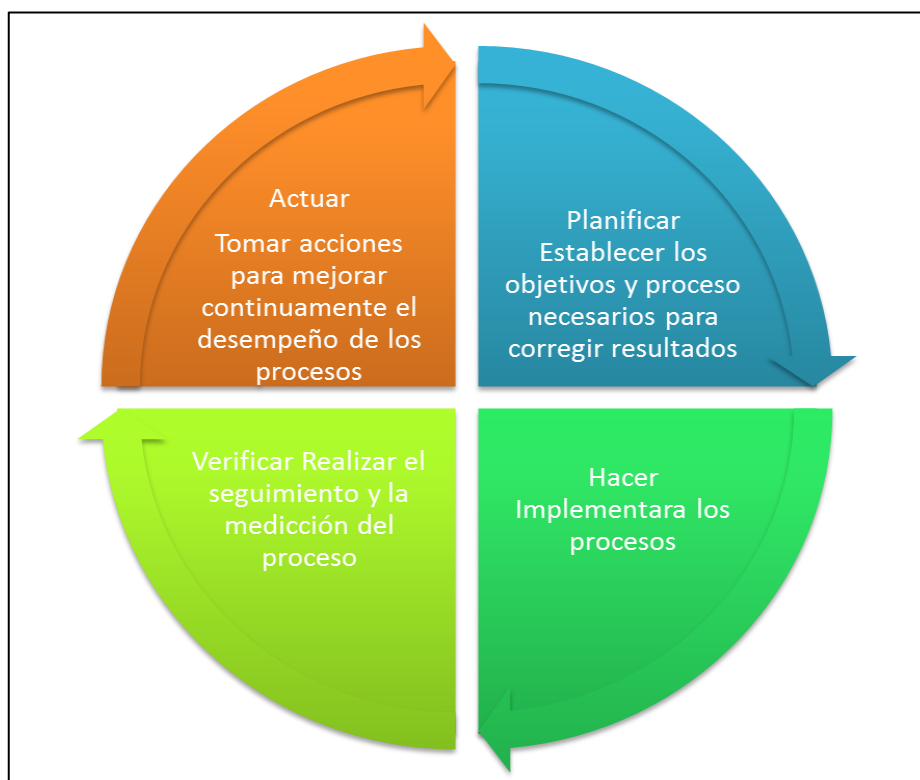 Actuar
Tomar acciones
para mejorar
continuamente el
desempeño de los
procesos
Planificar
Establecer los
objetivos y proceso
necesarios para
corregir resultados
Verificar Realizar el
seguimiento y la
medicción del
proceso
Hacer
Implementara los
procesos